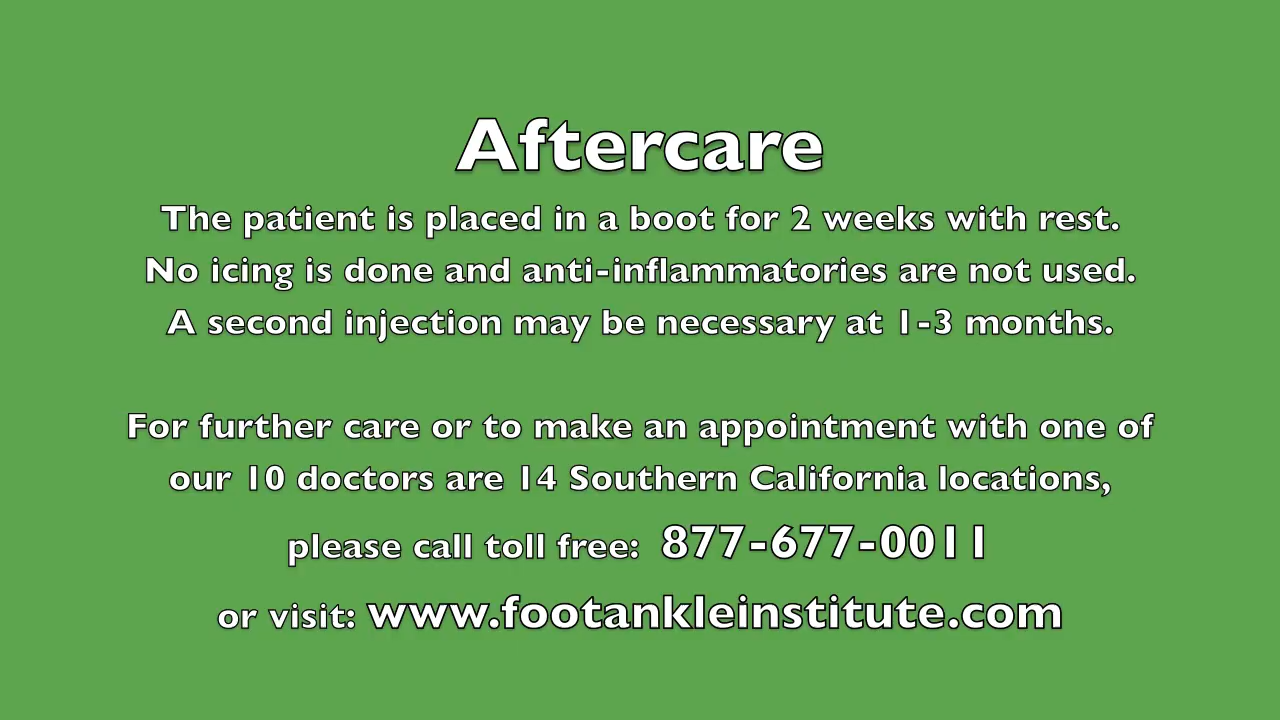 Aftercare
The patient is placed in a boot for 2 weeks with rest.
No icing is done and anti-inflammatories are not used.
A second injection may be necessary at 1-3 months.
For further care or to make an appointment with one of
our 10 doctors are 14 Southern California locations,
please call toll free: 877-677-0011
or visit: www.footankleinstitute.com